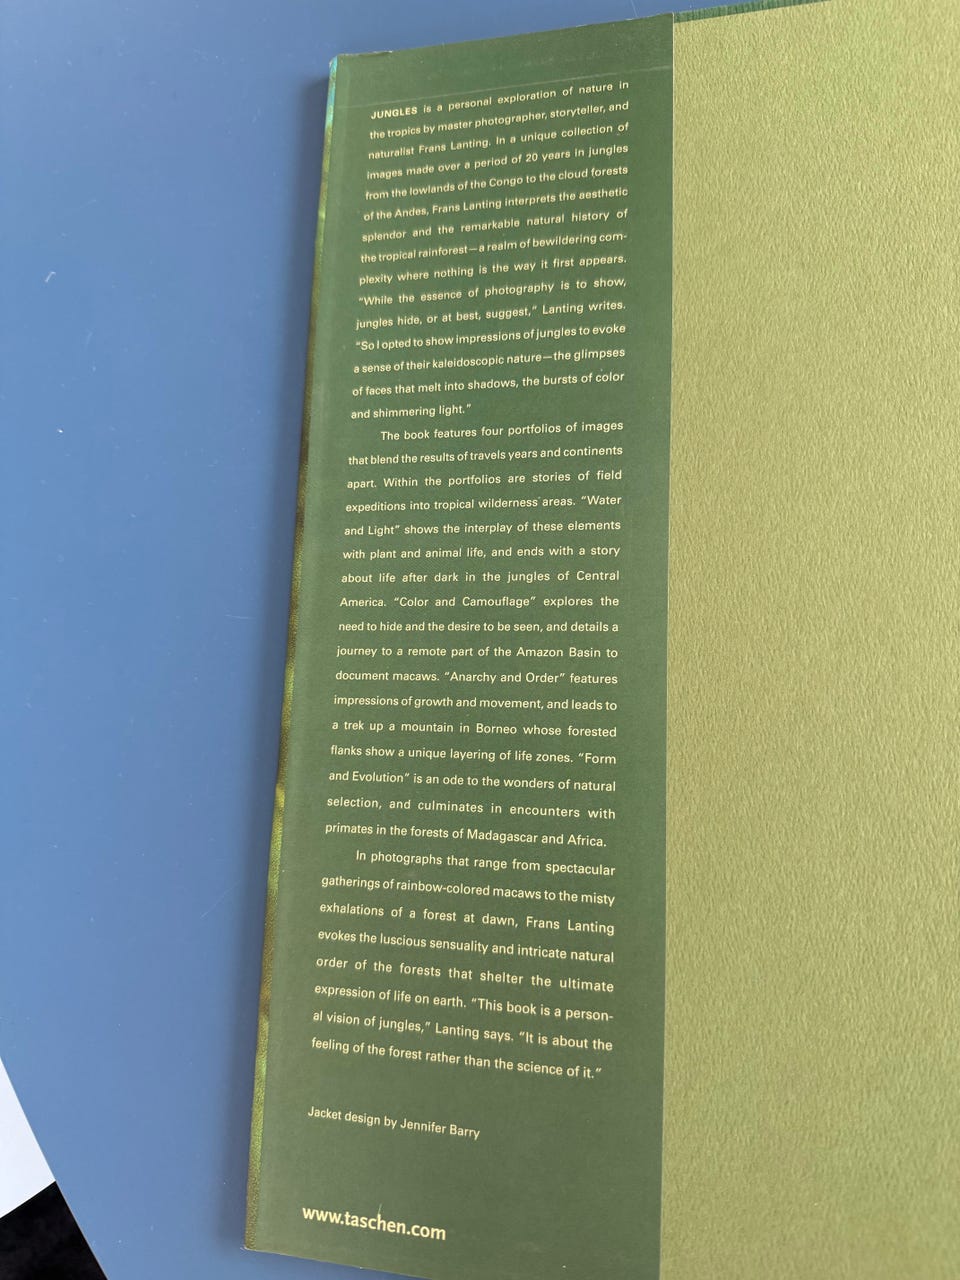 JUNGLES is a personal exploration of nature in
the tropics by master photographer, storyteller, and
naturalist Frans Lanting. In a unique collection of
images made over a period of 20 years in jungles
from the lowlands of the Congo to the cloud forests
of the Andes, Frans Lanting interprets the aesthetic
splendor and the remarkable natural history of
the tropical rainforest—a realm of bewildering com-
plexity where nothing is the way it first appears.
“While the essence of photography is to show,
jungles hide, or at best, suggest,” Lanting writes.
“So I opted to show impressions of jungles to evoke
a sense of their kaleidoscopic nature—the glimpses
of faces that melt into shadows, the bursts of color
and shimmering light.”
The book features four portfolios of images
that blend the results of travels years and continents
apart. Within the portfolios are stories of field
expeditions into tropical wilderness areas. “Water
and Light” shows the interplay of these elements
with plant and animal life, and ends with a story
about life after dark in the jungles of Central
America. “Color and Camouflage” explores the
need to hide and the desire to be seen, and details a
journey to a remote part of the Amazon Basin to
document macaws. “Anarchy and Order” features
impressions of growth and movement, and leads to
a trek up a mountain in Borneo whose forested
flanks show a unique layering of life zones. “Form
and Evolution” is an ode to the wonders of natural
selection, and culminates in encounters with
primates in the forests of Madagascar and Africa.
In photographs that range from spectacular
gatherings of rainbow-colored macaws to the misty
exhalations of a forest at dawn, Frans Lanting
evokes the luscious sensuality and intricate natural
order of the forests that shelter the ultimate
expression of life on earth. “This book is a person-
al vision of jungles,” Lanting says. “It is about the
feeling of the forest rather than the science of it.”
Jacket design by Jennifer Barry
www.taschen.com